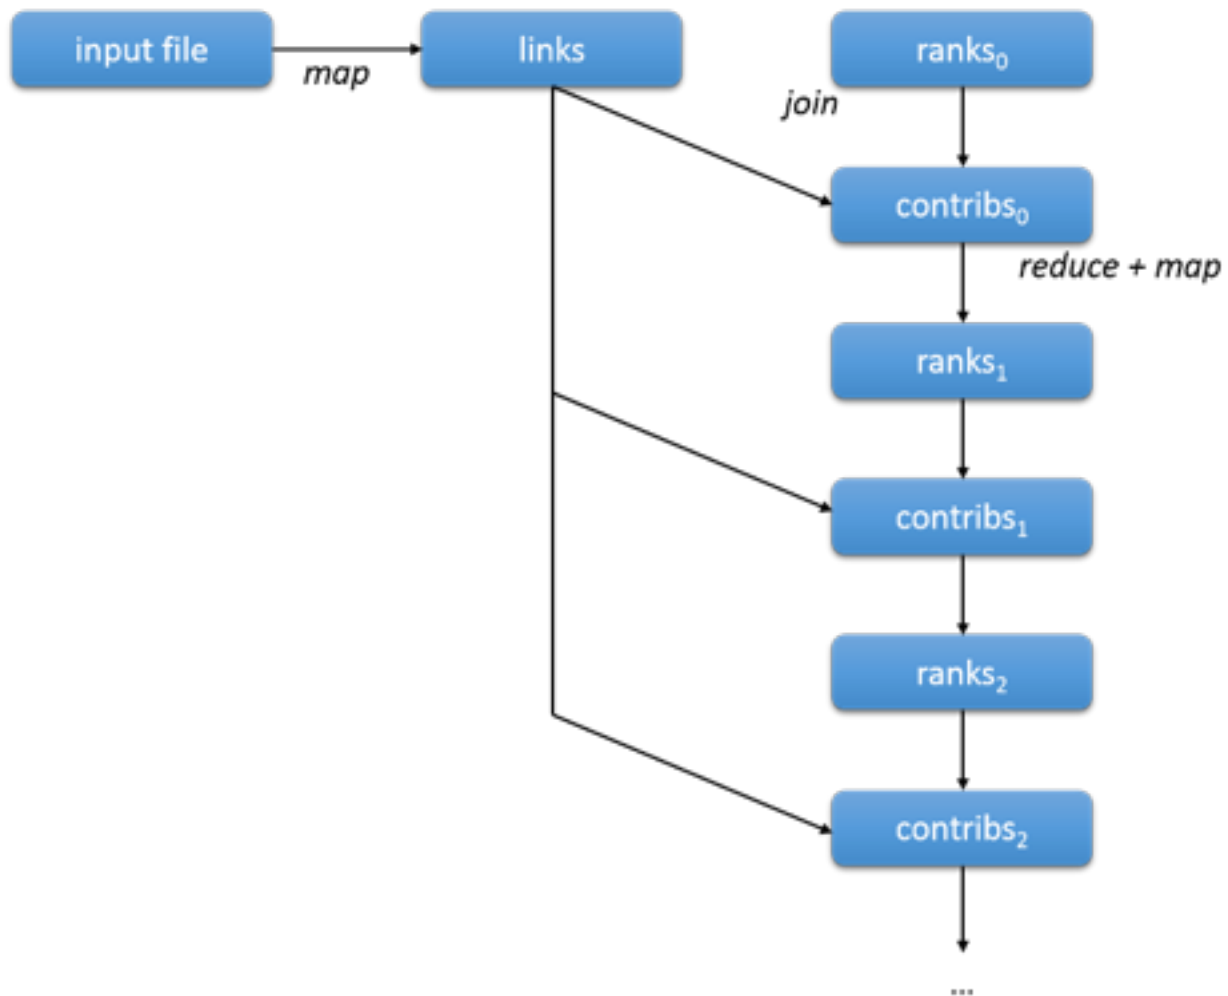 input file
map
links
ranks₀
join
contribs₀
reduce + map
ranks₁
contribs₁
ranks₂
contribs₂
...